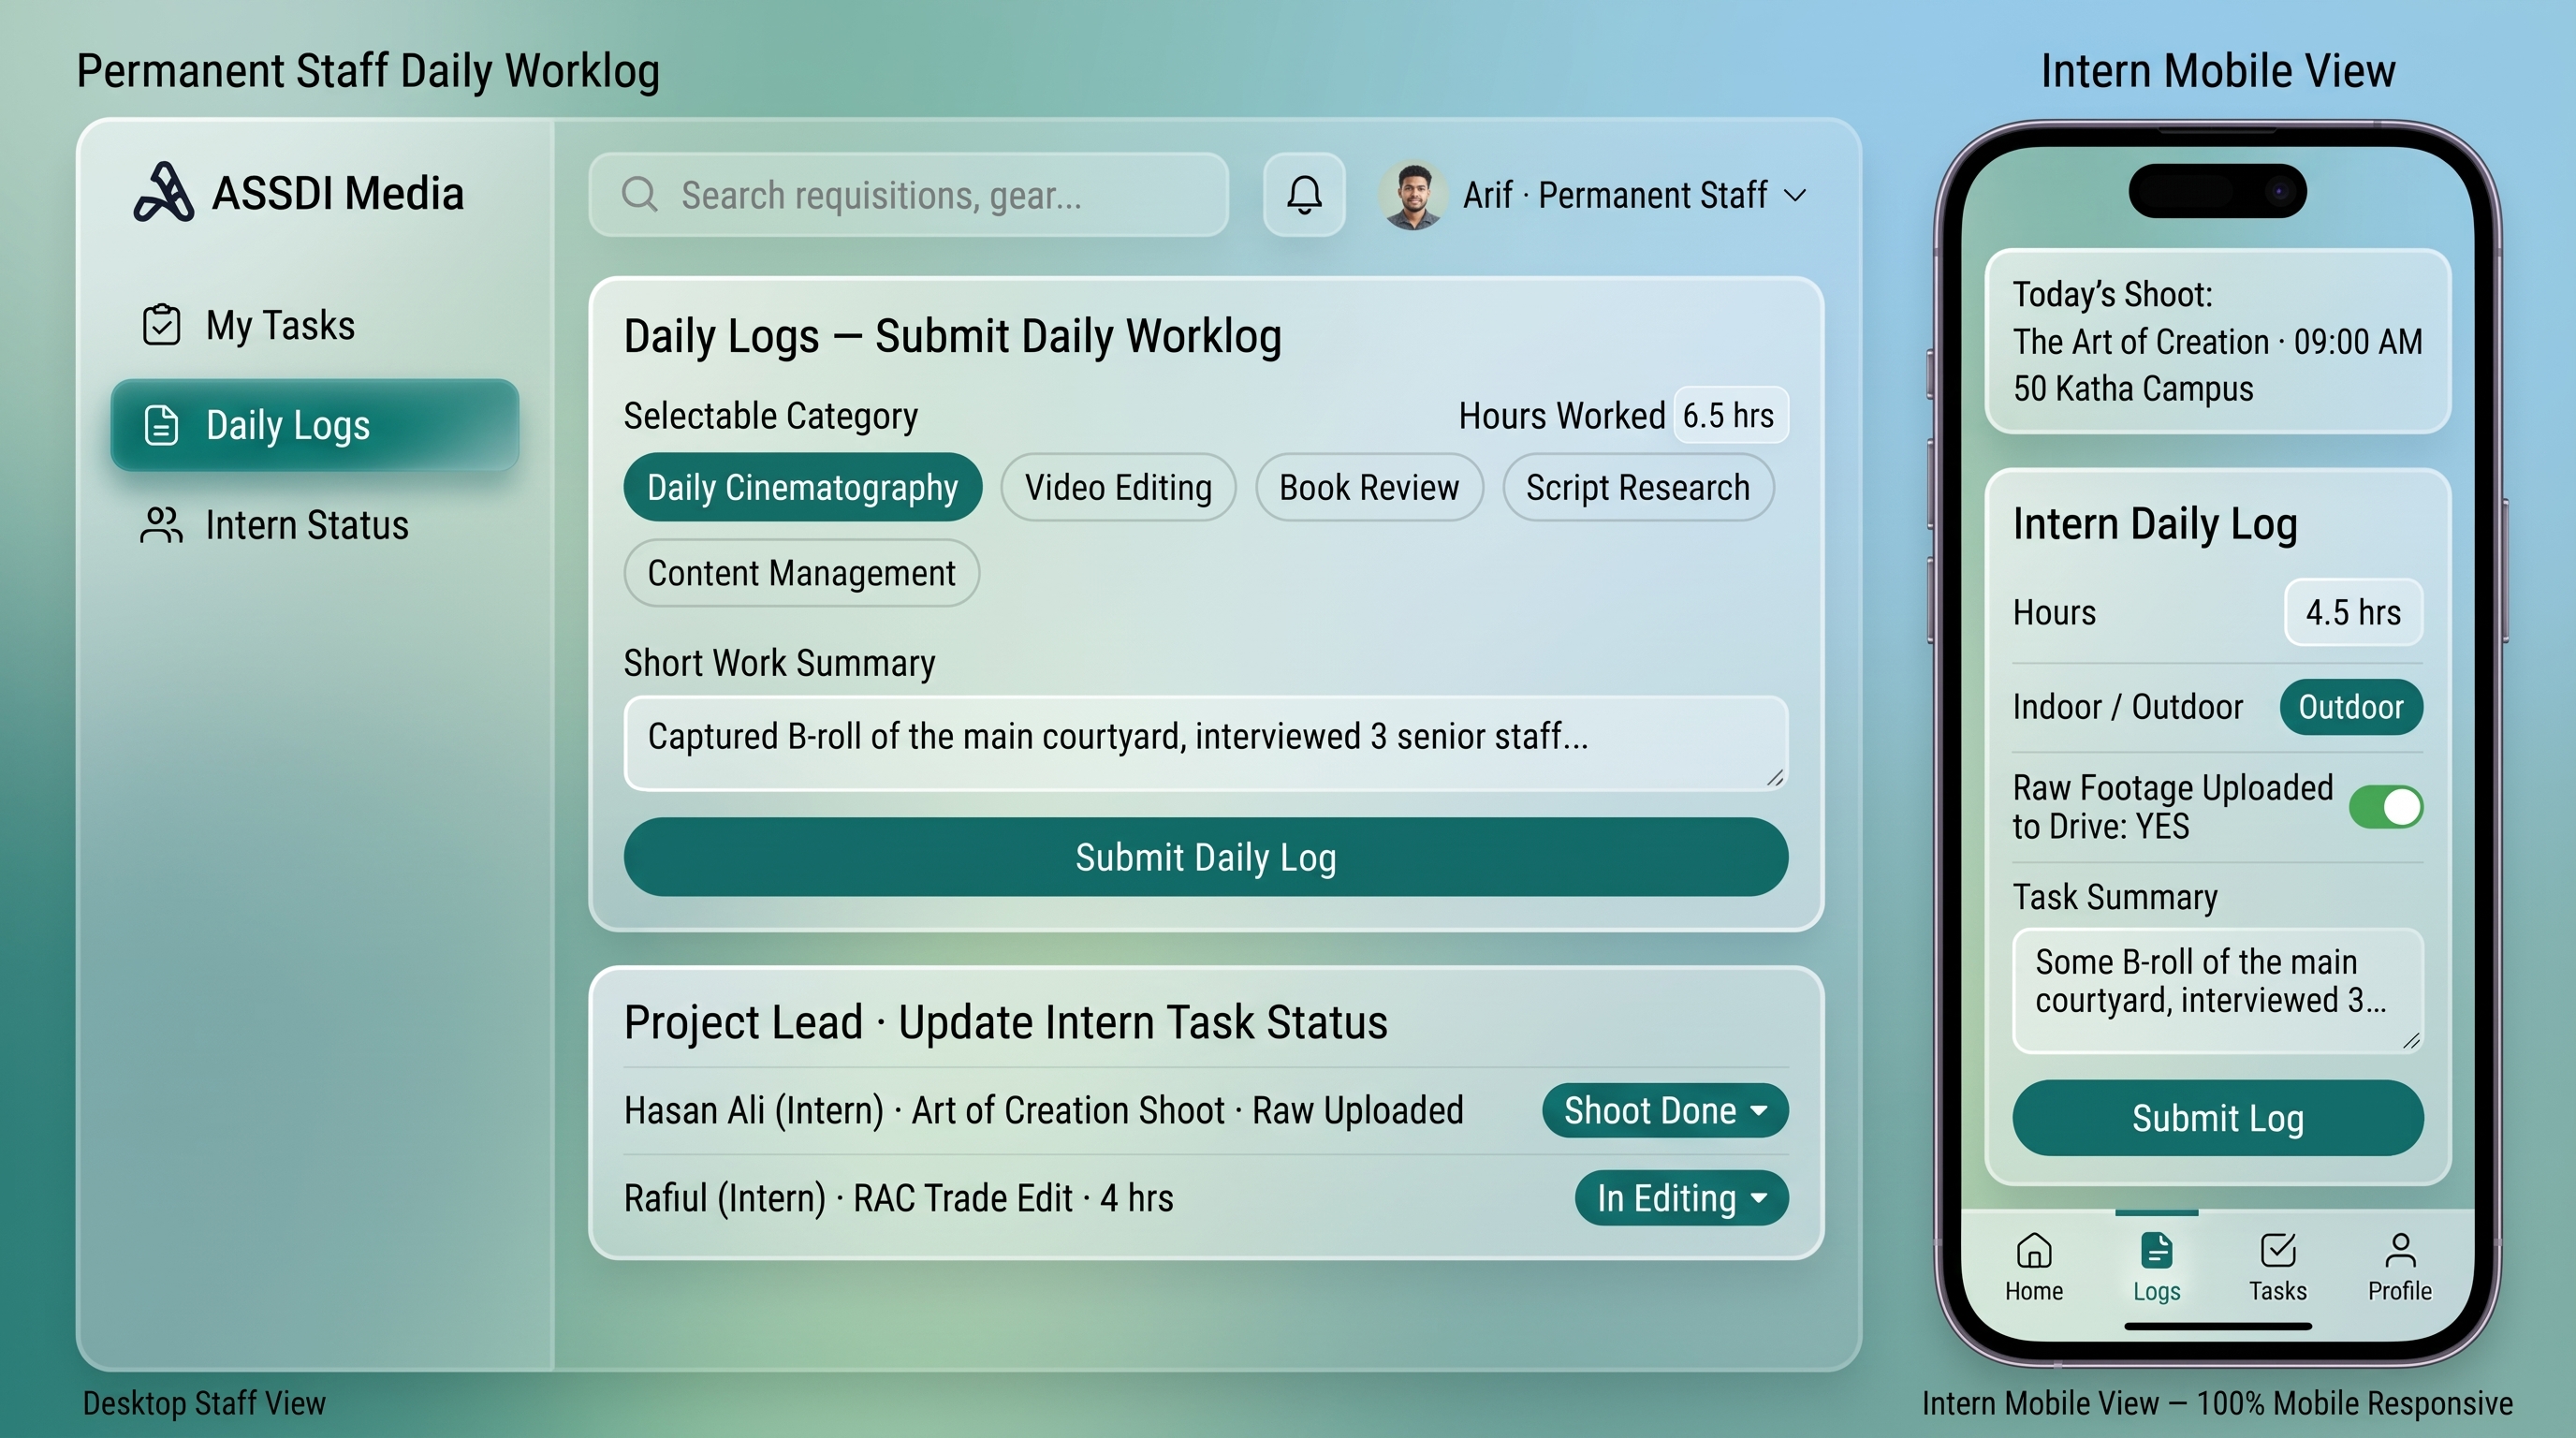 Permanent Staff Daily Worklog
ASSDI Media
My Tasks
Daily Logs
Intern Status
Search requisitions, gear...
Arif · Permanent Staff
Daily Logs — Submit Daily Worklog
Selectable Category
Hours Worked 6.5 hrs
Daily Cinematography
Video Editing
Book Review
Script Research
Content Management
Short Work Summary
Captured B-roll of the main courtyard, interviewed 3 senior staff...
Submit Daily Log
Project Lead · Update Intern Task Status
Hasan Ali (Intern) · Art of Creation Shoot · Raw Uploaded
Shoot Done
Rafiul (Intern) · RAC Trade Edit · 4 hrs
In Editing
Desktop Staff View
Intern Mobile View
Today’s Shoot:
The Art of Creation · 09:00 AM
50 Katha Campus
Intern Daily Log
Hours
4.5 hrs
Indoor / Outdoor
Outdoor
Raw Footage Uploaded
to Drive: YES
Task Summary
Some B-roll of the main
courtyard, interviewed 3...
Submit Log
Home
Logs
Tasks
Profile
Intern Mobile View — 100% Mobile Responsive